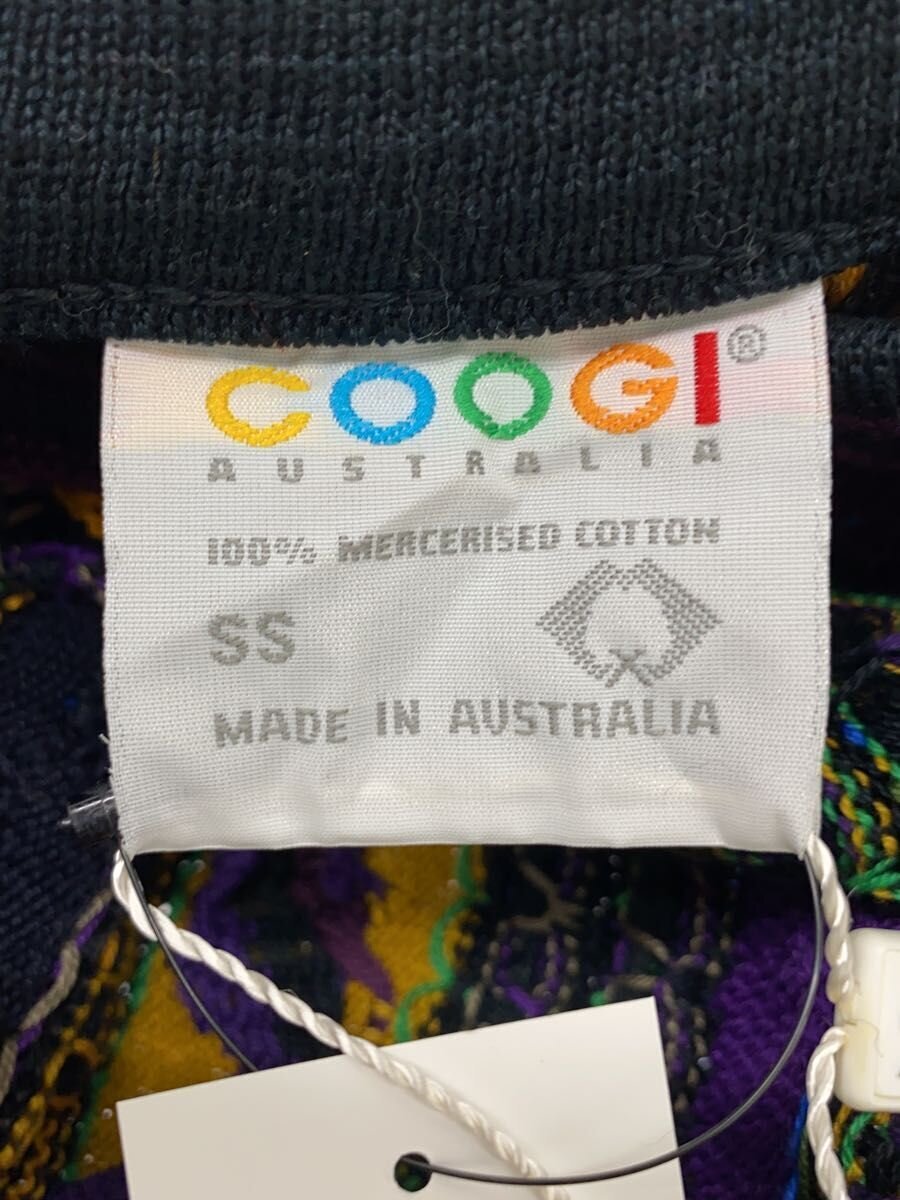 COOGI®
AUSTRALIA
100% MERCERISED COTTON
SS
MADE IN AUSTRALIA